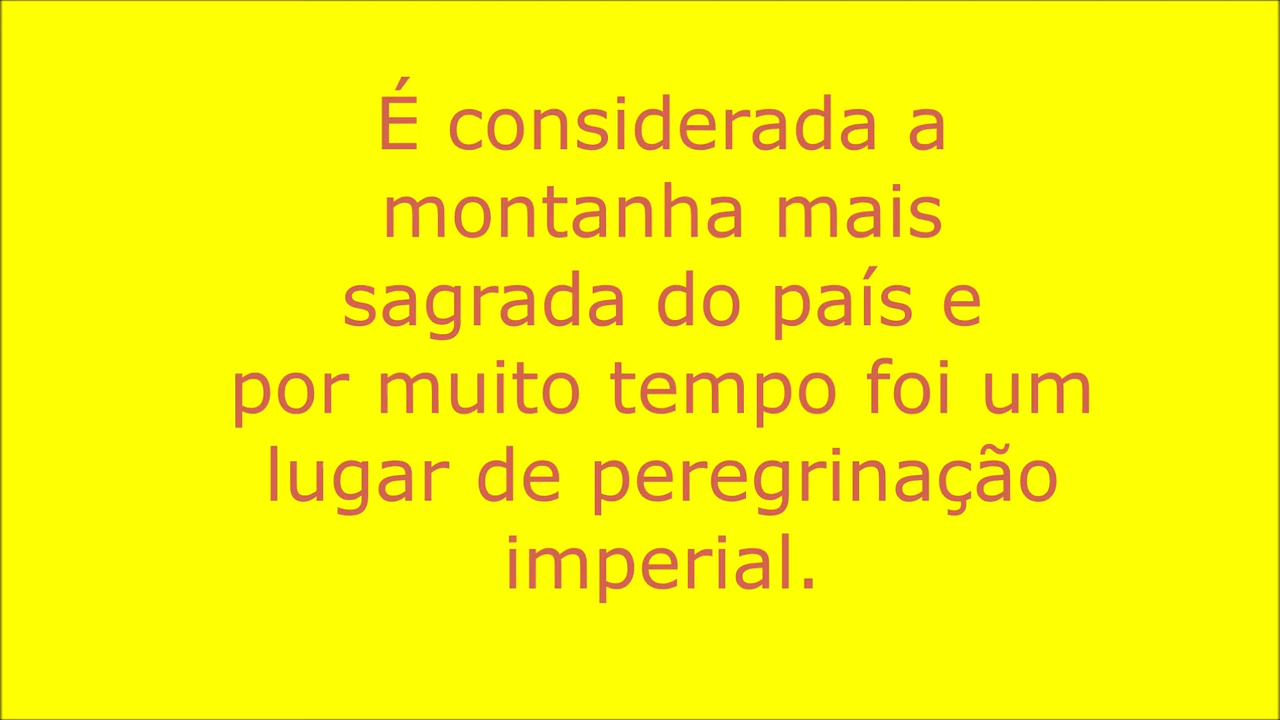 É considerada a
montanha mais
sagrada do país e
por muito tempo foi um
lugar de peregrinação
imperial.